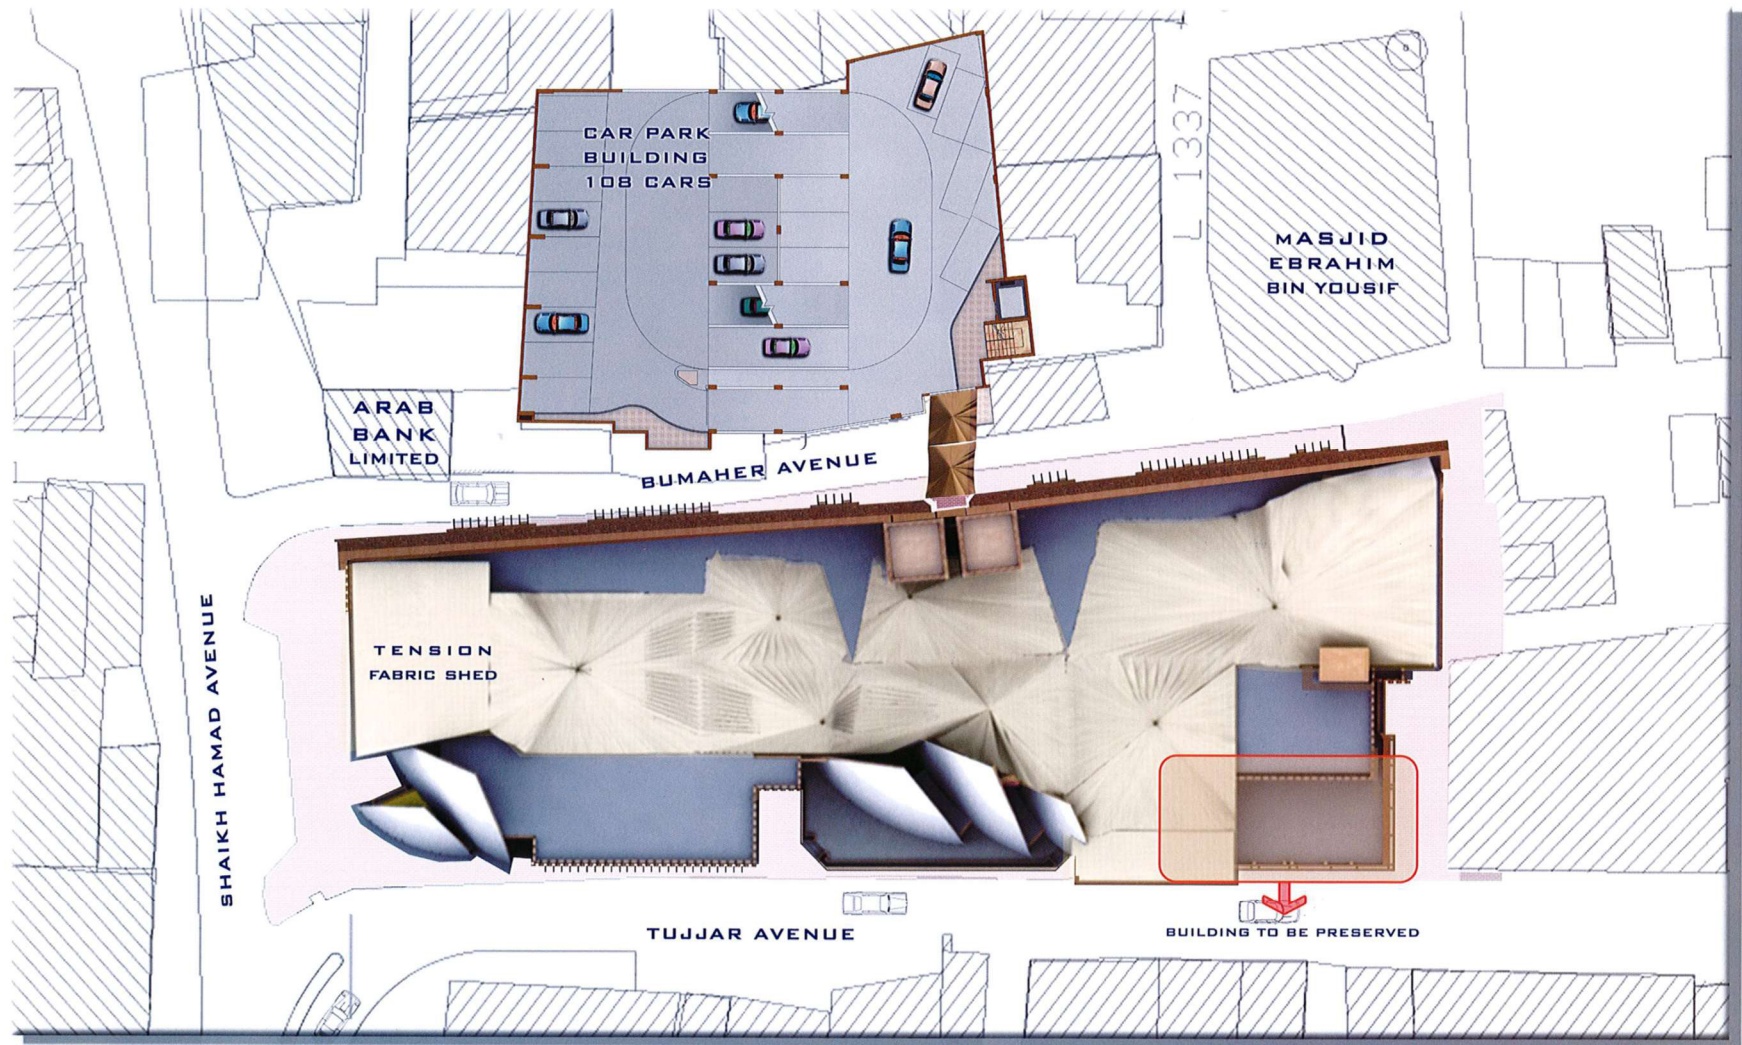 CAR PARK
BUILDING
108 CARS
L 1337
MASJID
EBRAHIM
BIN YOUSIF
ARAB
BANK
LIMITED
BUMAHER AVENUE
TENSION
FABRIC SHED
SHAIKH HAMAD AVENUE
TUJJAR AVENUE
BUILDING TO BE PRESERVED